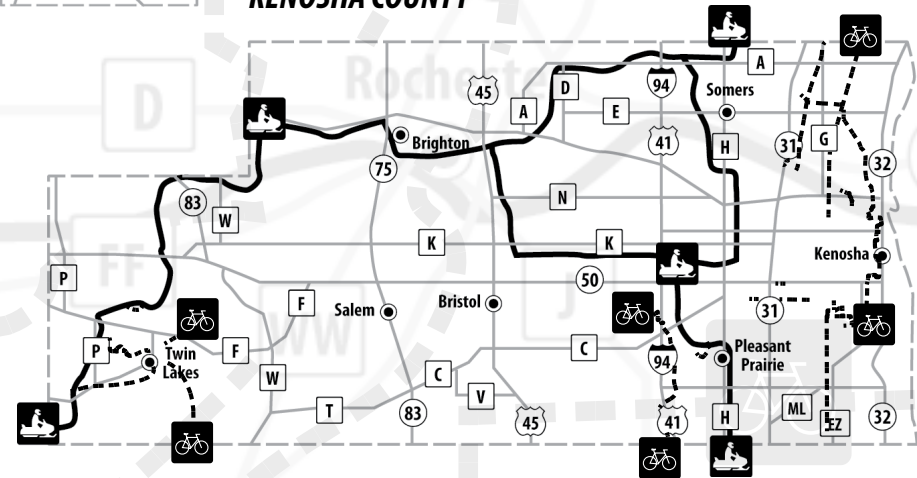 KENOSHA COUNTY
Rochester
D
FF
WW
J
45
94
A
D
A
E
Somers
41
H
31
G
32
Brighton
75
83
W
N
K
K
Kenosha
P
50
F
Salem
Bristol
31
P
Twin
Lakes
F
W
C
C
94
Pleasant
Prairie
V
T
83
45
41
H
ML
EZ
32